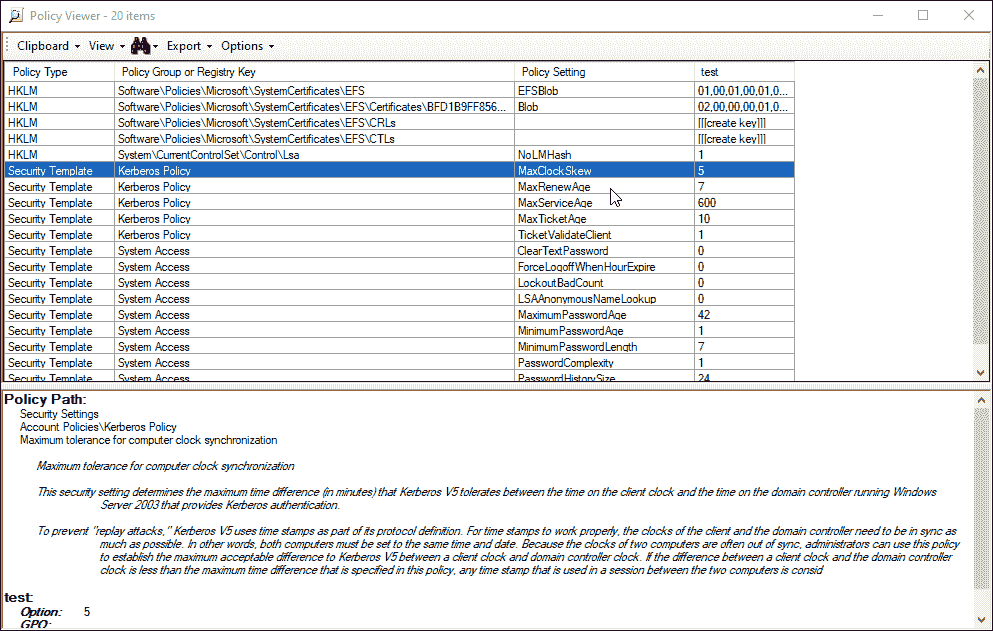 Policy Viewer - 20 items
Clipboard View Export Options
Policy Type Policy Group or Registry Key Policy Setting test
HKLM Software\Policies\Microsoft\SystemCertificates\EFS EFSBlob 01,00,01,00,01,0...
HKLM Software\Policies\Microsoft\SystemCertificates\EFS\Certificates\BFD1B9FF856... Blob 02,00,00,00,01,0...
HKLM Software\Policies\Microsoft\SystemCertificates\EFS\CRLs [[[create key]]]
HKLM Software\Policies\Microsoft\SystemCertificates\EFS\CTLs [[[create key]]]
HKLM System\CurrentControlSet\Control\Lsa NoLMHash 1
Security Template Kerberos Policy MaxClockSkew 5
Security Template Kerberos Policy MaxRenewAge 7
Security Template Kerberos Policy MaxServiceAge 600
Security Template Kerberos Policy MaxTicketAge 10
Security Template Kerberos Policy TicketValidateClient 1
Security Template System Access ClearTextPassword 0
Security Template System Access ForceLogoffWhenHourExpire 0
Security Template System Access LockoutBadCount 0
Security Template System Access LSAAnonymousNameLookup 0
Security Template System Access MaximumPasswordAge 42
Security Template System Access MinimumPasswordAge 1
Security Template System Access MinimumPasswordLength 7
Security Template System Access PasswordComplexity 1
Security Template System Access PasswordHistorySize 24
Policy Path:
Security Settings
Account Policies\Kerberos Policy
Maximum tolerance for computer clock synchronization
Maximum tolerance for computer clock synchronization
This security setting determines the maximum time difference (in minutes) that Kerberos V5 tolerates between the time on the client clock and the time on the domain controller running Windows
Server 2003 that provides Kerberos authentication.
To prevent "replay attacks," Kerberos V5 uses time stamps as part of its protocol definition. For time stamps to work properly, the clocks of the client and the domain controller need to be in sync as
much as possible. In other words, both computers must be set to the same time and date. Because the clocks of two computers are often out of sync, administrators can use this policy
to establish the maximum acceptable difference to Kerberos V5 between a client clock and domain controller clock. If the difference between a client clock and the domain controller
clock is less than the maximum time difference that is specified in this policy, any time stamp that is used in a session between the two computers is consid
test:
Option: 5
GPO: